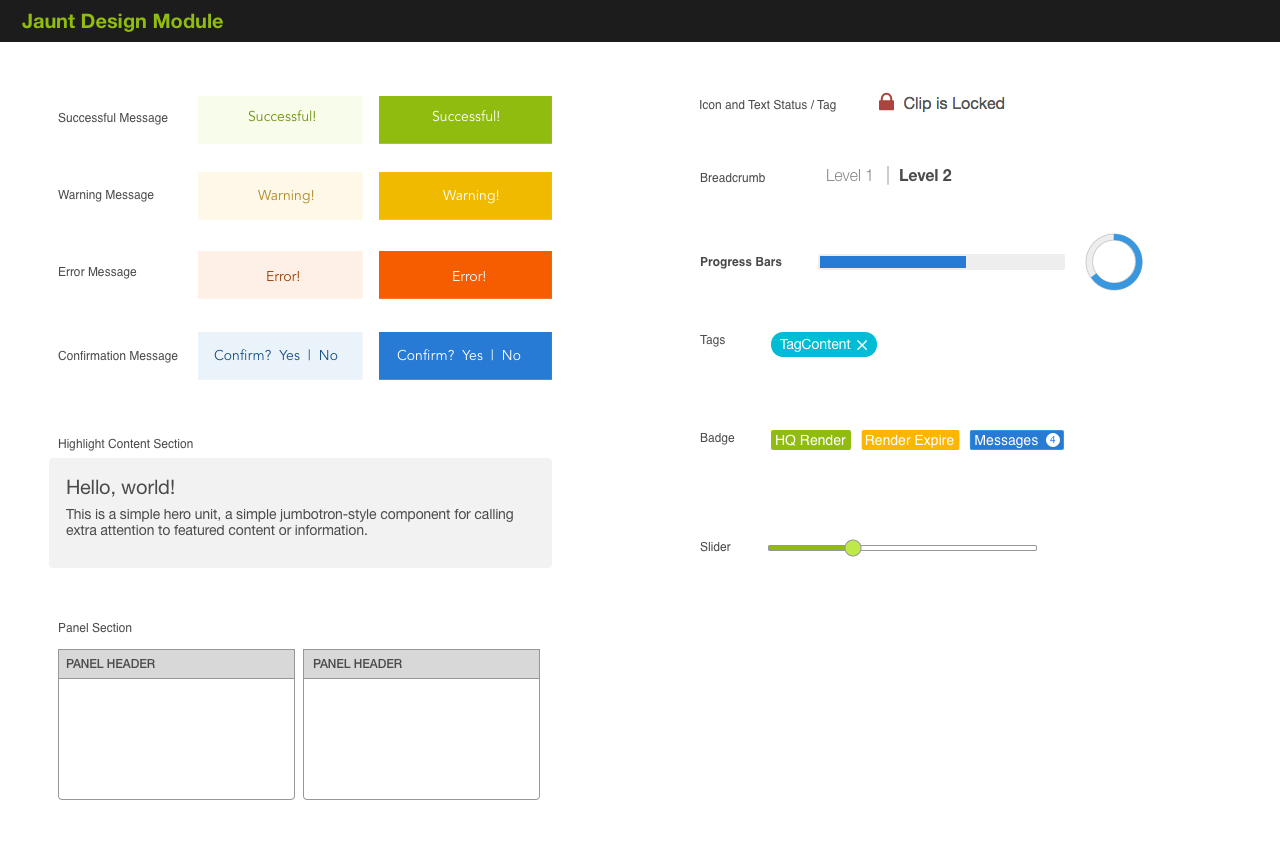 Jaunt Design Module
Successful Message
Successful!
Successful!
Warning Message
Warning!
Warning!
Error Message
Error!
Error!
Confirmation Message
Confirm? Yes | No
Confirm? Yes | No
Highlight Content Section
Hello, world!
This is a simple hero unit, a simple jumbotron-style component for calling
extra attention to featured content or information.
Panel Section
PANEL HEADER
PANEL HEADER
Icon and Text Status / Tag
Clip is Locked
Breadcrumb
Level 1
Level 2
Progress Bars
Tags
TagContent
Badge
HQ Render
Render Expire
Messages 4
Slider